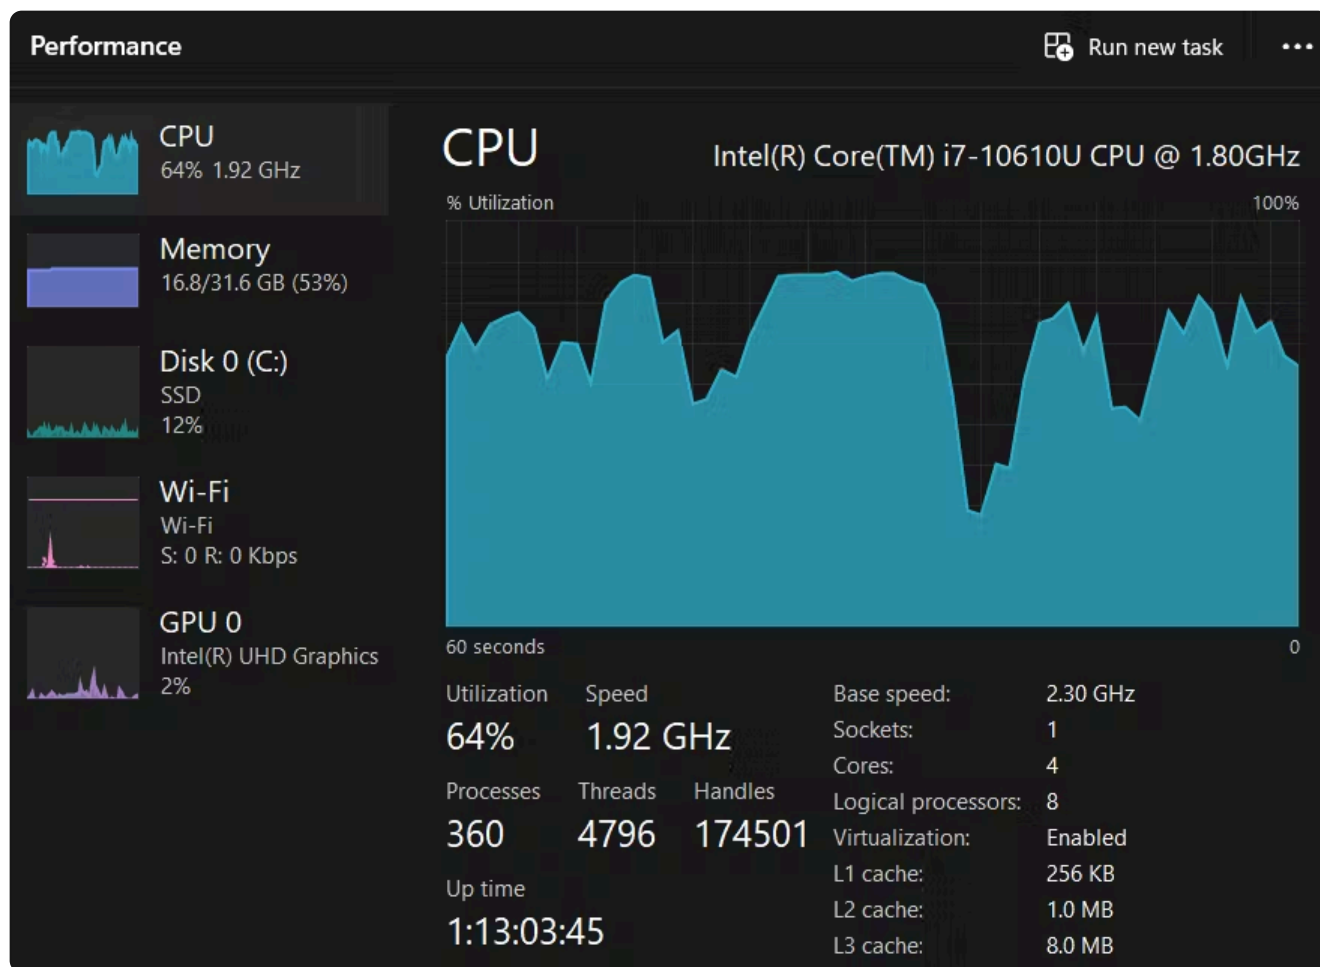 Performance
Run new task
CPU
64% 1.92 GHz
Memory
16.8/31.6 GB (53%)
Disk 0 (C:)
SSD
12%
Wi-Fi
Wi-Fi
S: 0 R: 0 Kbps
GPU 0
Intel(R) UHD Graphics
2%
CPU Intel(R) Core(TM) i7-10610U CPU @ 1.80GHz
% Utilization 100%
60 seconds 0
Utilization Speed
64% 1.92 GHz
Processes Threads Handles
360 4796 174501
Up time
1:13:03:45
Base speed: 2.30 GHz
Sockets: 1
Cores: 4
Logical processors: 8
Virtualization: Enabled
L1 cache: 256 KB
L2 cache: 1.0 MB
L3 cache: 8.0 MB